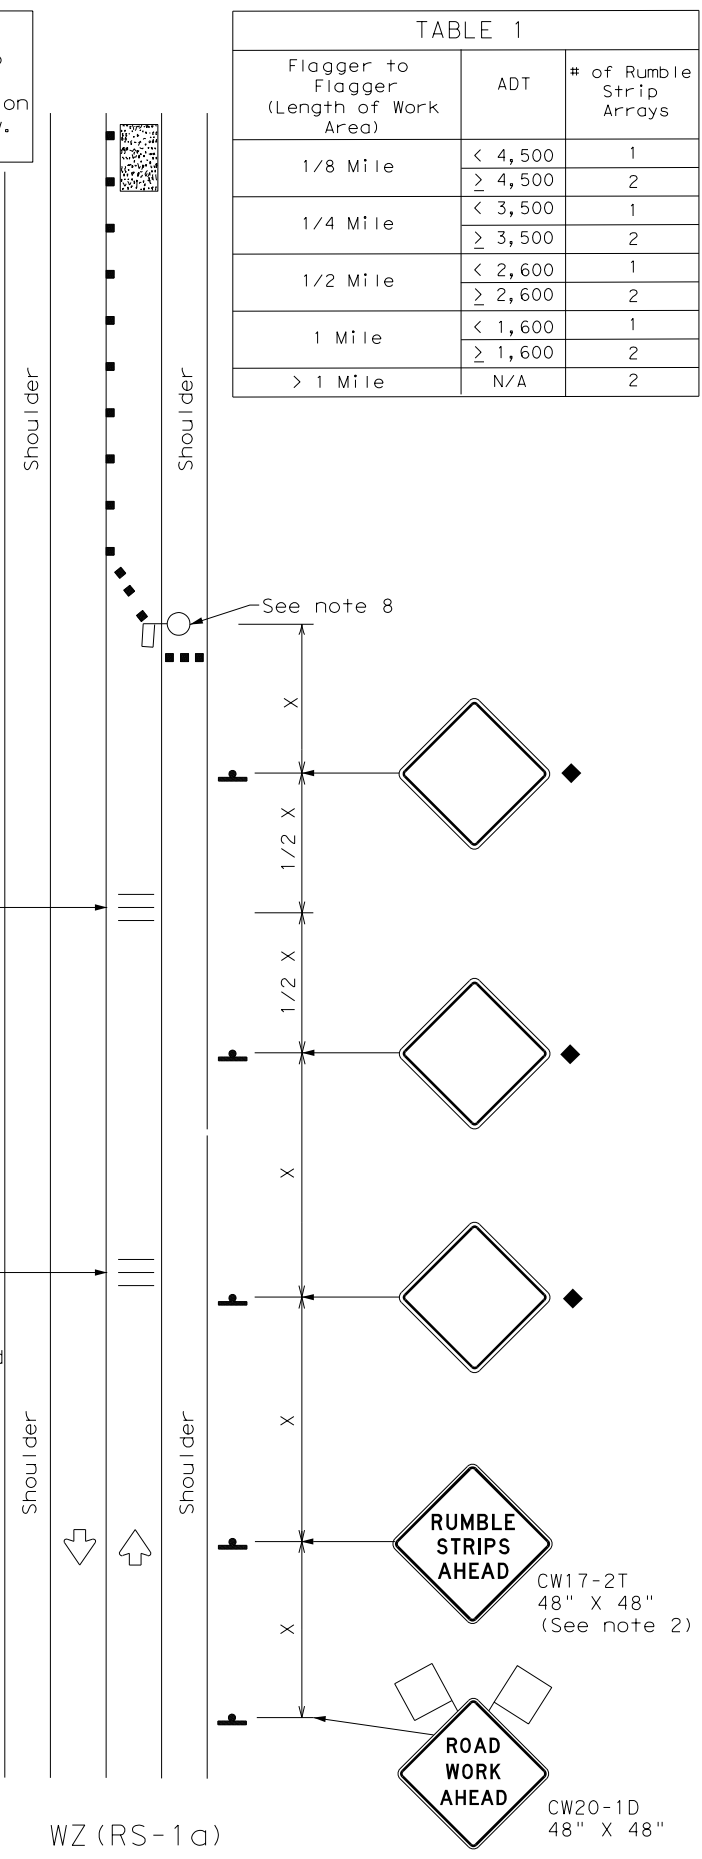 on
TABLE 1
Flagger to
Flagger
(Length of Work
Area)
ADT
# of Rumble
Strip
Arrays
1/8 Mile
< 4,500
1
≥ 4,500
2
1/4 Mile
< 3,500
1
≥ 3,500
2
1/2 Mile
< 2,600
1
≥ 2,600
2
1 Mile
< 1,600
1
≥ 1,600
2
> 1 Mile
N/A
2
Shoulder
Shoulder
See note 8
X
1/2 X
1/2 X
X
X
X
Shoulder
Shoulder
RUMBLE
STRIPS
AHEAD
CW17-2T
48" X 48"
(See note 2)
ROAD
WORK
AHEAD
CW20-1D
48" X 48"
WZ(RS-1a)